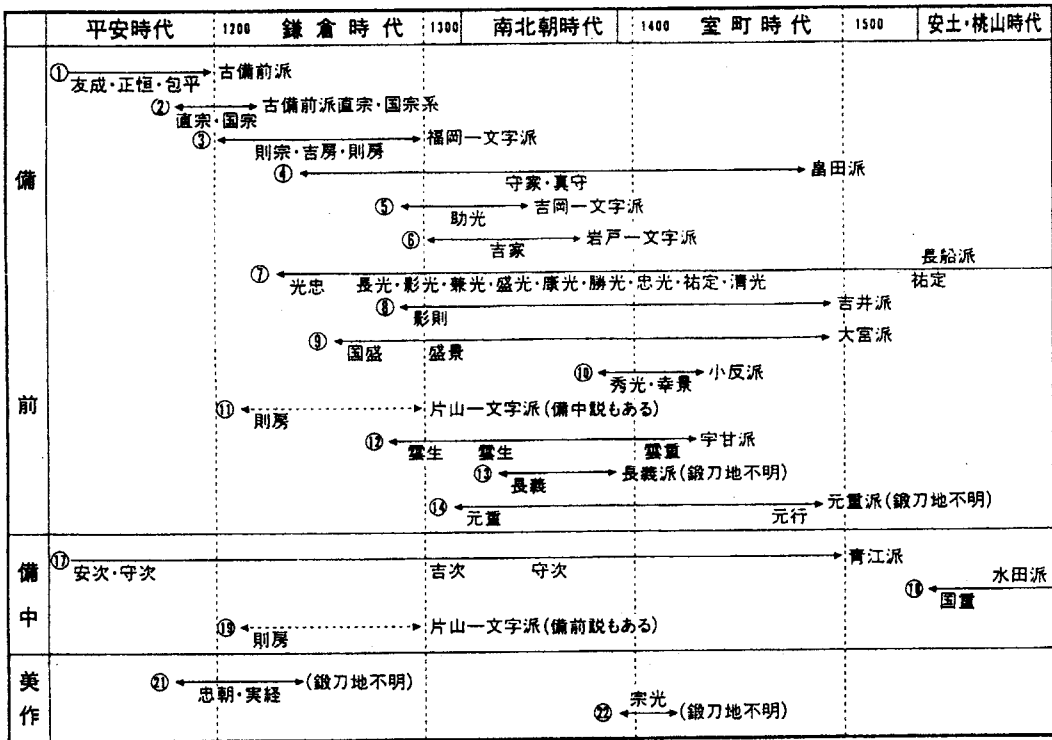 平安時代 1200 鎌倉時代 1300 南北朝時代 1400 室町時代 1500 安土・桃山時代
備前
① 古備前派
友成・正恒・包平
② 古備前派直宗・国宗系
直宗・国宗
③ 福岡一文字派
則宗・吉房・則房
④ 畠田派
守家・真守
⑤ 吉岡一文字派
助光
⑥ 岩戸一文字派
吉家
⑦ 長船派
光忠 長光・影光・兼光・盛光・康光・勝光・忠光・祐定・清光 祐定
⑧ 吉井派
影則
⑨ 大宮派
国盛 盛景
⑩ 小反派
秀光・幸景
⑪ 片山一文字派(備中説もある)
則房
⑫ 宇甘派
雲生 雲生 雲重
⑬ 長義派(鍛刀地不明)
長義
⑭ 元重派(鍛刀地不明)
元重 元行
備中
⑰ 青江派
安次・守次 吉次 守次
水田派
国重
⑲ 片山一文字派(備前説もある)
則房
美作
㉑ (鍛刀地不明)
忠朝・実経
宗光
㉒ (鍛刀地不明)